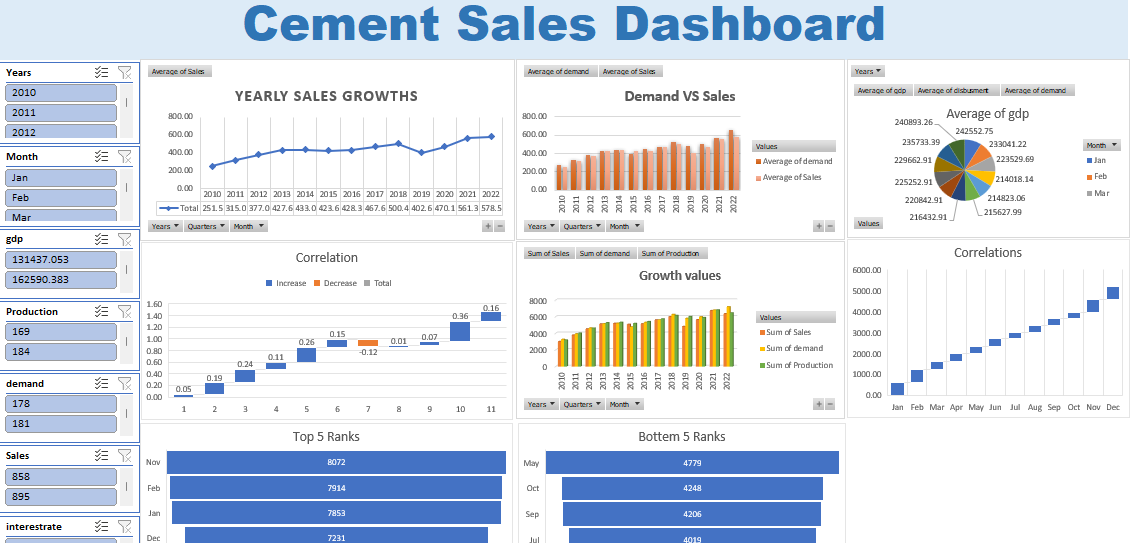 Cement Sales Dashboard
Years
2010
2011
2012
Month
Jan
Feb
Mar
gdp
131437.053
162590.383
Production
169
184
demand
178
181
Sales
858
895
interestrate
Average of Sales
YEARLY SALES GROWTHS
800.00
600.00
400.00
200.00
0.00
2010 2011 2012 2013 2014 2015 2016 2017 2018 2019 2020 2021 2022
Total 251.5 315.0 377.0 427.6 433.0 423.6 428.3 467.6 500.4 402.6 470.1 561.3 578.5
Years Quarters Month
Average of demand Average of Sales
Demand VS Sales
800.00
600.00
400.00
200.00
0.00
2010 2011 2012 2013 2014 2015 2016 2017 2018 2019 2020 2021 2022
Values
Average of demand
Average of Sales
Years Quarters Month
Years
Average of gdp Average of disbusment Average of demand
Average of gdp
240893.26
242552.75
235733.39
233041.22
229662.91
223529.69
225252.91
214018.14
220842.91
214823.06
216432.91
215627.99
Month
Jan
Feb
Mar
Values
Correlation
Increase Decrease Total
1.60
1.40
1.20
1.00
0.80
0.60
0.40
0.20
0.00
0.05
0.19
0.24
0.11
0.26
0.15
-0.12
0.01
0.07
0.36
0.16
1 2 3 4 5 6 7 8 9 10 11
Sum of Sales Sum of demand Sum of Production
Growth values
8000
6000
4000
2000
0
2010 2011 2012 2013 2014 2015 2016 2017 2018 2019 2020 2021 2022
Values
Sum of Sales
Sum of demand
Sum of Production
Years Quarters Month
Correlations
6000.00
5000.00
4000.00
3000.00
2000.00
1000.00
0.00
Jan Feb Mar Apr May Jun Jul Aug Sep Oct Nov Dec
Top 5 Ranks
Nov 8072
Feb 7914
Jan 7853
Dec 7231
Bottem 5 Ranks
May 4779
Oct 4248
Sep 4206
Jul 4019